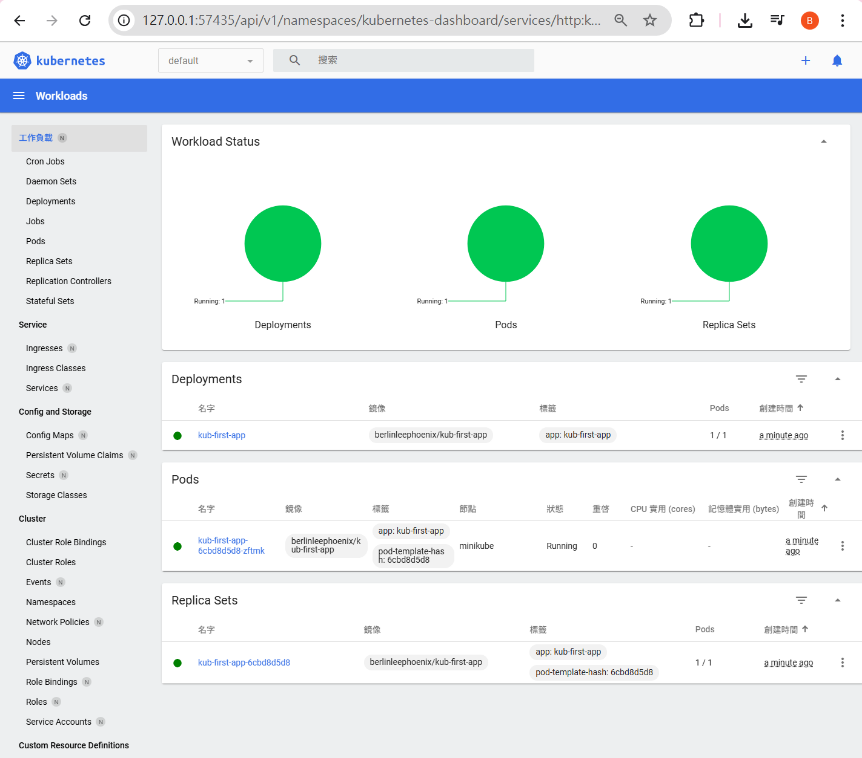 127.0.0.1:57435/api/v1/namespaces/kubernetes-dashboard/services/http:k...
B
kubernetes
default
搜索
Workloads
工作負載 N
Cron Jobs
Daemon Sets
Deployments
Jobs
Pods
Replica Sets
Replication Controllers
Stateful Sets
Service
Ingresses N
Ingress Classes
Services N
Config and Storage
Config Maps N
Persistent Volume Claims N
Secrets N
Storage Classes
Cluster
Cluster Role Bindings
Cluster Roles
Events N
Namespaces
Network Policies N
Nodes
Persistent Volumes
Role Bindings N
Roles N
Service Accounts N
Custom Resource Definitions
Workload Status
Running: 1
Deployments
Running: 1
Pods
Running: 1
Replica Sets
Deployments
名字 鏡像 標籤 Pods 創建時間
kub-first-app berlinleephoenix/kub-first-app app: kub-first-app 1 / 1 a minute ago
Pods
名字 鏡像 標籤 節點 狀態 重啓 CPU 實用 (cores) 記憶體實用 (bytes) 創建時
間
kub-first-app-
6cbd8d5d8-zftmk
berlinleephoenix/k
ub-first-app
app: kub-first-app
pod-template-has
h: 6cbd8d5d8
minikube Running 0 - -
a minute
ago
Replica Sets
名字 鏡像 標籤 Pods 創建時間
kub-first-app-6cbd8d5d8 berlinleephoenix/kub-first-app
app: kub-first-app
pod-template-hash: 6cbd8d5d8
1 / 1 a minute ago